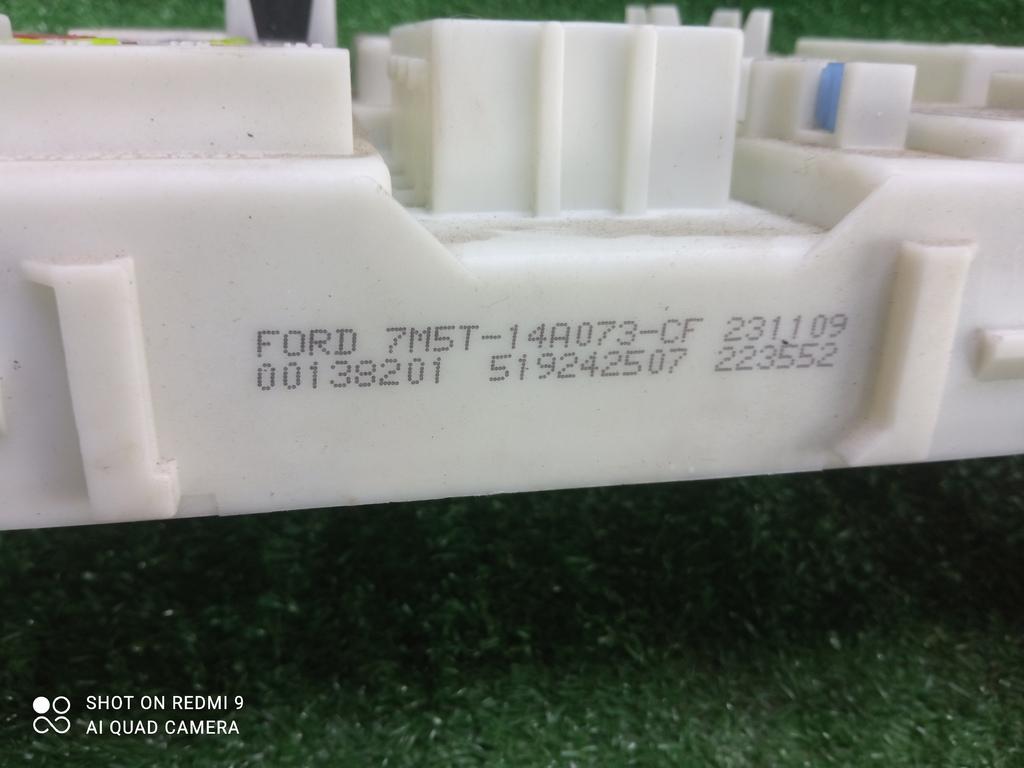 FORD 7M5T-14A073-CF 231109
00138201 519242507 223552
SHOT ON REDMI 9
AI QUAD CAMERA